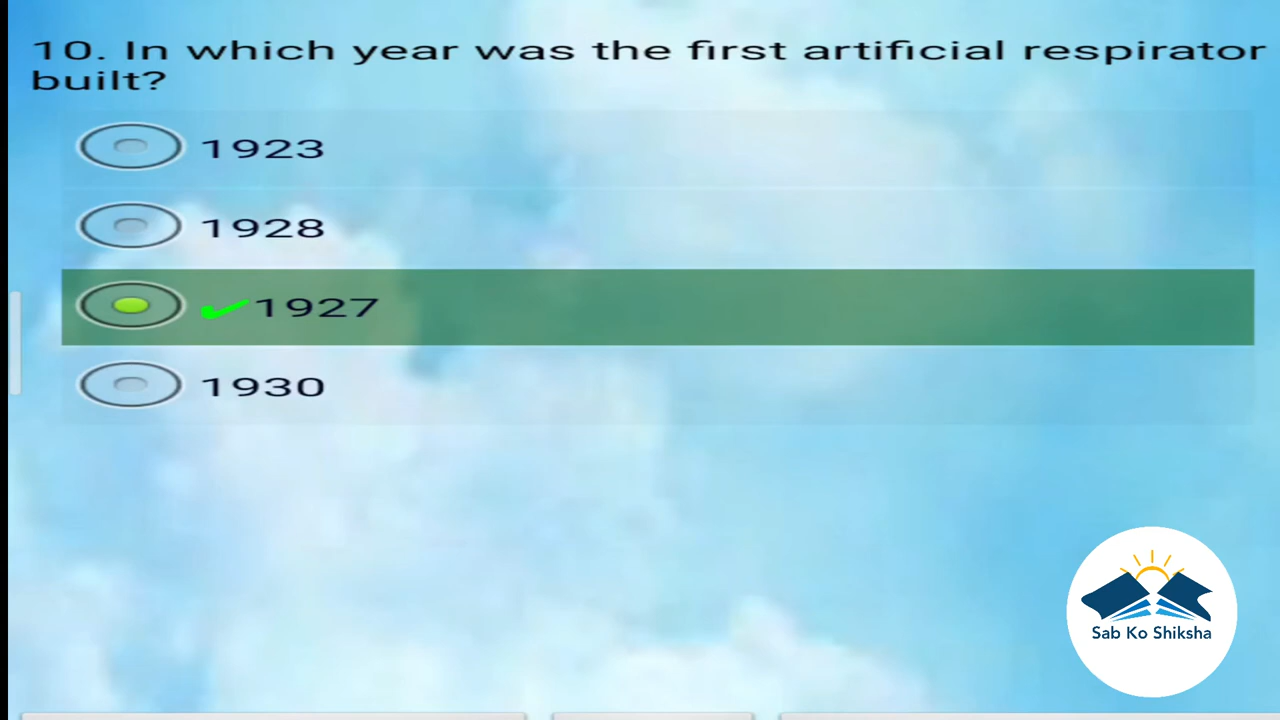 10. In which year was the first artificial respirator
built?
1923
1928
✔1927
1930
Sab Ko Shiksha